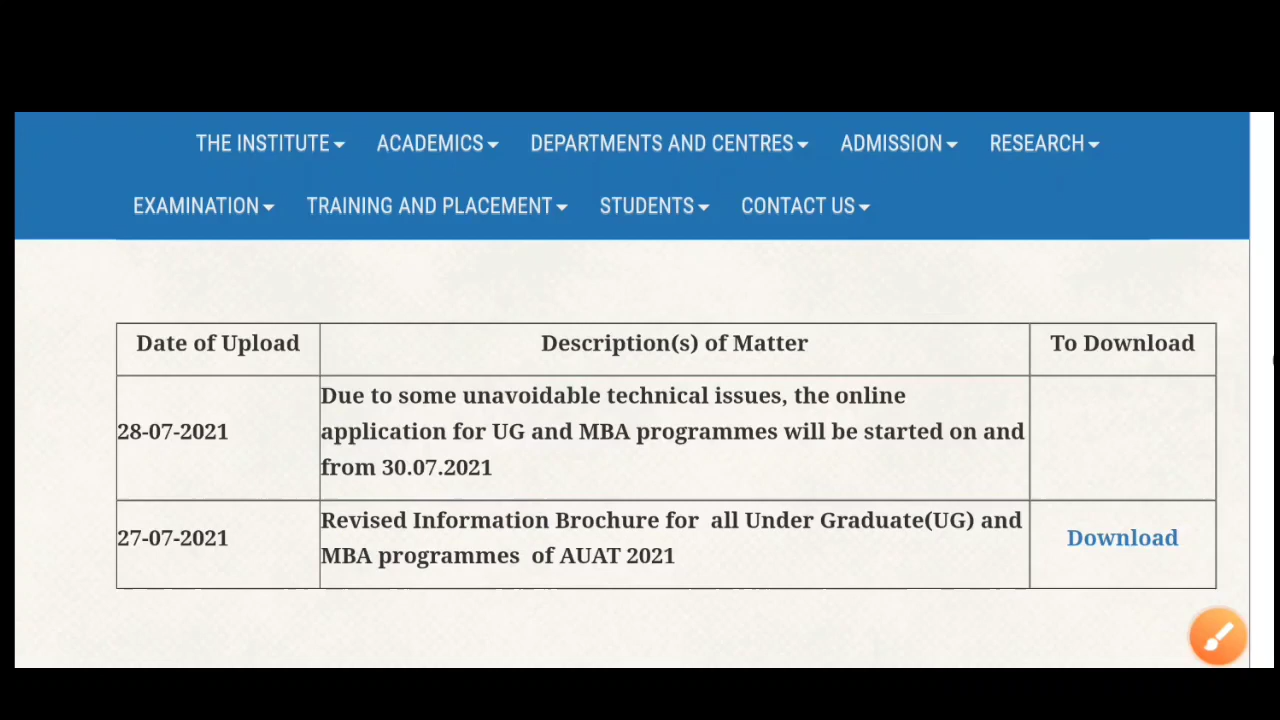 THE INSTITUTE ACADEMICS DEPARTMENTS AND CENTRES ADMISSION RESEARCH
EXAMINATION TRAINING AND PLACEMENT STUDENTS CONTACT US
Date of Upload Description(s) of Matter To Download
Due to some unavoidable technical issues, the online
28-07-2021 application for UG and MBA programmes will be started on and
from 30.07.2021
Revised Information Brochure for all Under Graduate(UG) and
27-07-2021 Download
MBA programmes of AUAT 2021